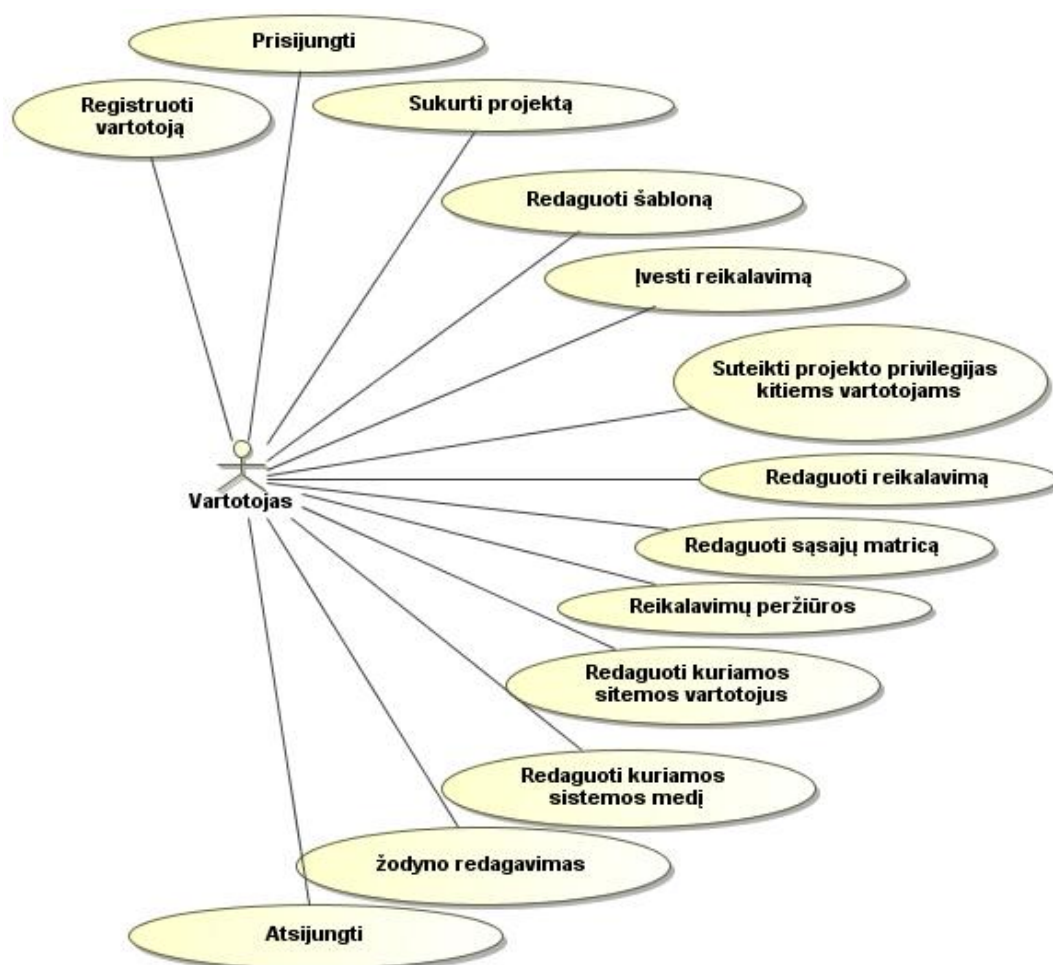 Prisijungti
Registruoti
vartotoją
Sukurti projektą
Redaguoti šabloną
Įvesti reikalavimą
Suteikti projekto privilegijas
kitiems vartotojams
Redaguoti reikalavimą
Vartotojas
Redaguoti sąsajų matricą
Reikalavimų peržiūros
Redaguoti kuriamos
sitemos vartotojus
Redaguoti kuriamos
sistemos medį
žodyno redagavimas
Atsijungti